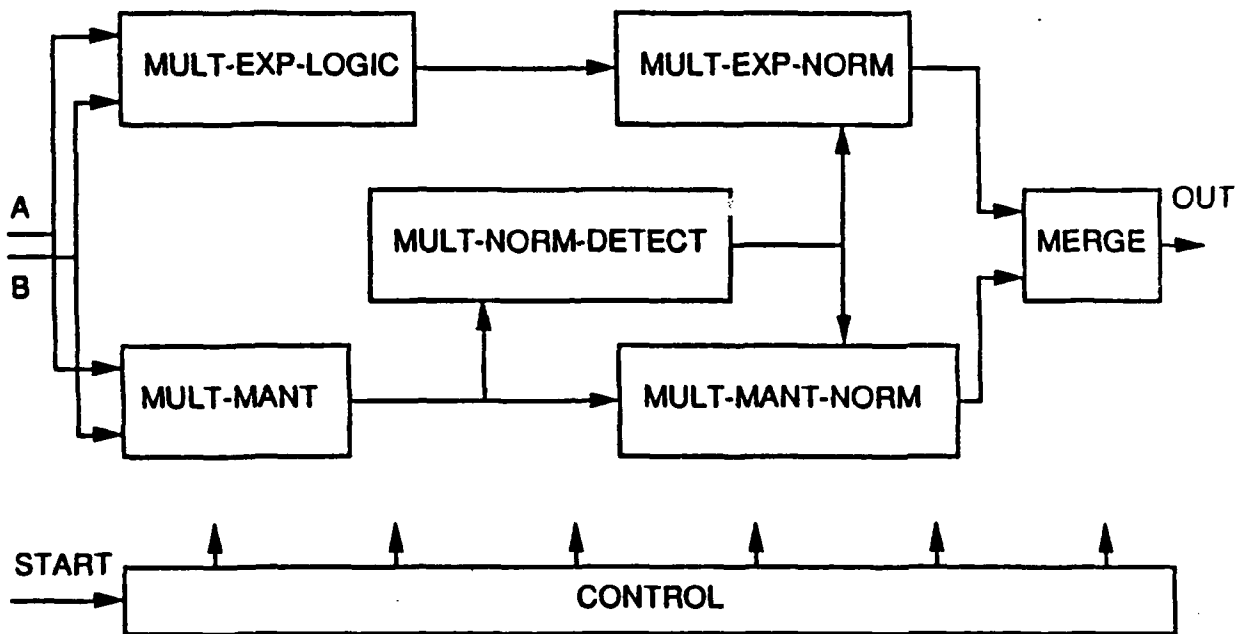 MULT-EXP-LOGIC
MULT-EXP-NORM
A
B
MULT-NORM-DETECT
OUT
MERGE
MULT-MANT
MULT-MANT-NORM
START
CONTROL